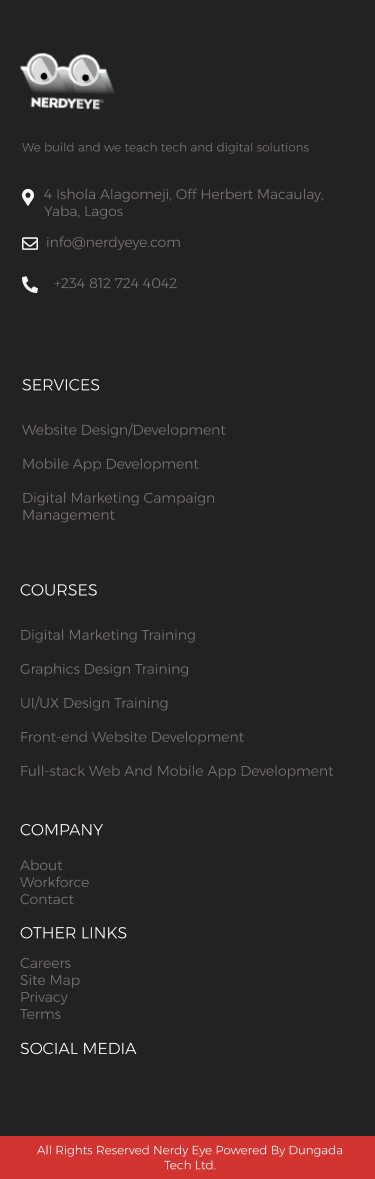 NERDYEYE
We build and we teach tech and digital solutions
4 Ishola Alagomeji, Off Herbert Macaulay,
Yaba, Lagos
info@nerdyeye.com
+234 812 724 4042
SERVICES
Website Design/Development
Mobile App Development
Digital Marketing Campaign
Management
COURSES
Digital Marketing Training
Graphics Design Training
UI/UX Design Training
Front-end Website Development
Full-stack Web And Mobile App Development
COMPANY
About
Workforce
Contact
OTHER LINKS
Careers
Site Map
Privacy
Terms
SOCIAL MEDIA
All Rights Reserved Nerdy Eye Powered By Dungada
Tech Ltd.